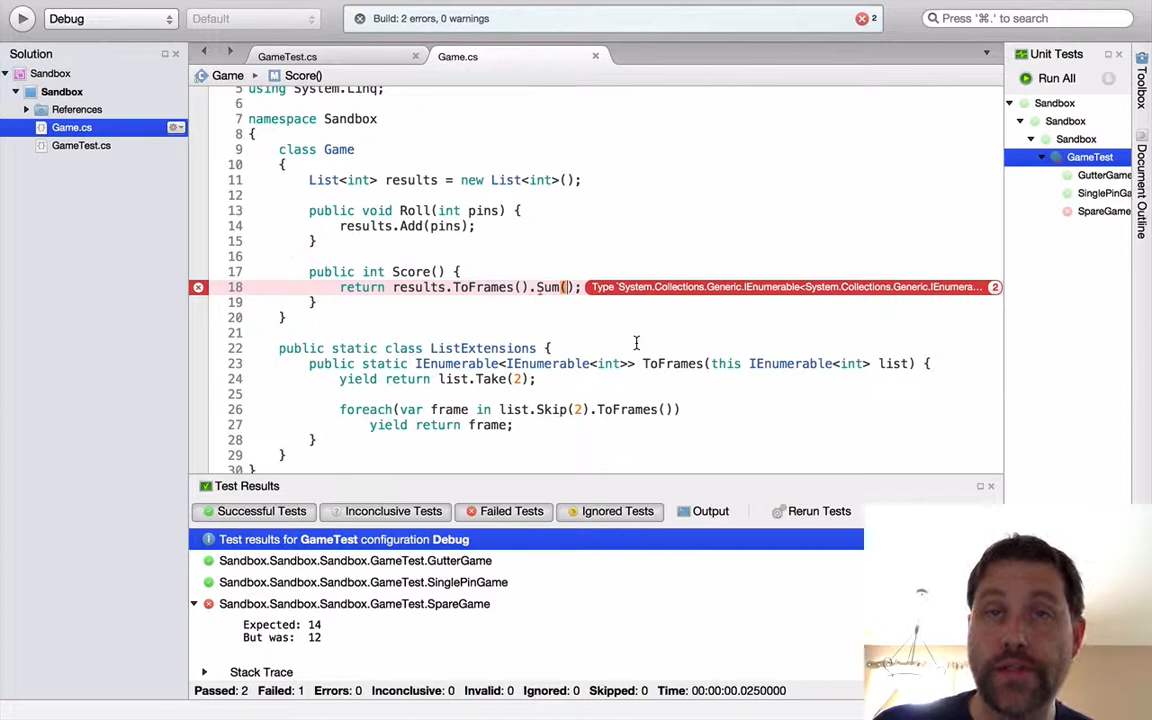 Debug
Default
Build: 2 errors, 0 warnings
2
Press '⌘.' to search
Solution
Sandbox
Sandbox
References
Game.cs
GameTest.cs
GameTest.cs
Game.cs
Game
Score()
5 using System.Linq;
6
7 namespace Sandbox
8 {
9 class Game
10 {
11 List<int> results = new List<int>();
12
13 public void Roll(int pins) {
14 results.Add(pins);
15 }
16
17 public int Score() {
18 return results.ToFrames().Sum(); Type `System.Collections.Generic.IEnumerable<System.Collections.Generic.IEnumera... 2
19 }
20 }
21
22 public static class ListExtensions {
23 public static IEnumerable<IEnumerable<int>> ToFrames(this IEnumerable<int> list) {
24 yield return list.Take(2);
25
26 foreach(var frame in list.Skip(2).ToFrames())
27 yield return frame;
28 }
29 }
30 }
Unit Tests
Run All
Sandbox
Sandbox
Sandbox
GameTest
GutterGame
SinglePinGa
SpareGame
Toolbox
Document Outline
Test Results
Successful Tests
Inconclusive Tests
Failed Tests
Ignored Tests
Output
Rerun Tests
Test results for GameTest configuration Debug
Sandbox.Sandbox.Sandbox.GameTest.GutterGame
Sandbox.Sandbox.Sandbox.GameTest.SinglePinGame
Sandbox.Sandbox.Sandbox.GameTest.SpareGame
Expected: 14
But was: 12
Stack Trace
Passed: 2 Failed: 1 Errors: 0 Inconclusive: 0 Invalid: 0 Ignored: 0 Skipped: 0 Time: 00:00:00.0250000